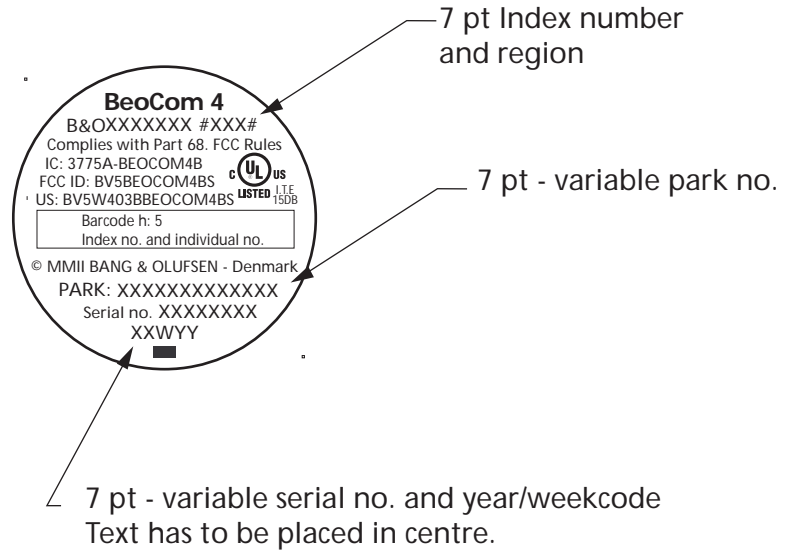 7 pt Index number
and region
BeoCom 4
B&OXXXXXXX #XXX#
Complies with Part 68. FCC Rules
IC: 3775A-BEOCOM4B
FCC ID: BV5BEOCOM4BS
US: BV5W403BBEOCOM4BS
C UL US
LISTED I.T.E
15DB
Barcode h: 5
Index no. and individual no.
© MMII BANG & OLUFSEN - Denmark
PARK: XXXXXXXXXXXXX
Serial no. XXXXXXXX
XXWYY
7 pt - variable park no.
7 pt - variable serial no. and year/weekcode
Text has to be placed in centre.